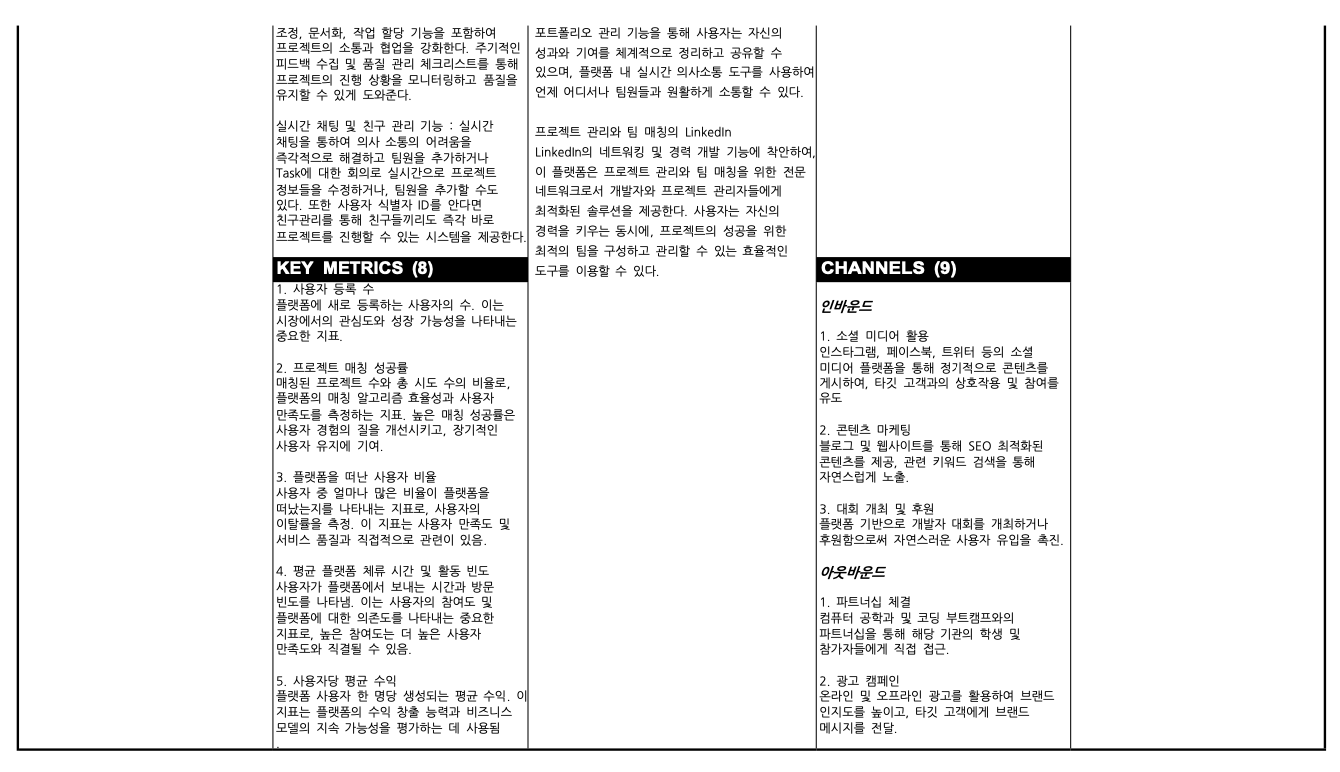 조정, 문서화, 작업 할당 기능을 포함하여
프로젝트의 소통과 협업을 강화한다. 주기적인
피드백 수집 및 품질 관리 체크리스트를 통해
프로젝트의 진행 상황을 모니터링하고 품질을
유지할 수 있게 도와준다.
실시간 채팅 및 친구 관리 기능 : 실시간
채팅을 통하여 의사 소통의 어려움을
즉각적으로 해결하고 팀원을 추가하거나
Task에 대한 회의로 실시간으로 프로젝트
정보들을 수정하거나, 팀원을 추가할 수도
있다. 또한 사용자 식별자 ID를 안다면
친구관리를 통해 친구들끼리도 즉각 바로
프로젝트를 진행할 수 있는 시스템을 제공한다.
KEY METRICS (8)
1. 사용자 등록 수
플랫폼에 새로 등록하는 사용자의 수. 이는
시장에서의 관심도와 성장 가능성을 나타내는
중요한 지표.
2. 프로젝트 매칭 성공률
매칭된 프로젝트 수와 총 시도 수의 비율로,
플랫폼의 매칭 알고리즘 효율성과 사용자
만족도를 측정하는 지표. 높은 매칭 성공률은
사용자 경험의 질을 개선시키고, 장기적인
사용자 유지에 기여.
3. 플랫폼을 떠난 사용자 비율
사용자 중 얼마나 많은 비율이 플랫폼을
떠났는지를 나타내는 지표로, 사용자의
이탈률을 측정. 이 지표는 사용자 만족도 및
서비스 품질과 직접적으로 관련이 있음.
4. 평균 플랫폼 체류 시간 및 활동 빈도
사용자가 플랫폼에서 보내는 시간과 방문
빈도를 나타냄. 이는 사용자의 참여도 및
플랫폼에 대한 의존도를 나타내는 중요한
지표로, 높은 참여도는 더 높은 사용자
만족도와 직결될 수 있음.
5. 사용자당 평균 수익
플랫폼 사용자 한 명당 생성되는 평균 수익. 이
지표는 플랫폼의 수익 창출 능력과 비즈니스
모델의 지속 가능성을 평가하는 데 사용됨
.
포트폴리오 관리 기능을 통해 사용자는 자신의
성과와 기여를 체계적으로 정리하고 공유할 수
있으며, 플랫폼 내 실시간 의사소통 도구를 사용하여
언제 어디서나 팀원들과 원활하게 소통할 수 있다.
프로젝트 관리와 팀 매칭의 LinkedIn
LinkedIn의 네트워킹 및 경력 개발 기능에 착안하여,
이 플랫폼은 프로젝트 관리와 팀 매칭을 위한 전문
네트워크로서 개발자와 프로젝트 관리자들에게
최적화된 솔루션을 제공한다. 사용자는 자신의
경력을 키우는 동시에, 프로젝트의 성공을 위한
최적의 팀을 구성하고 관리할 수 있는 효율적인
도구를 이용할 수 있다.
CHANNELS (9)
인바운드
1. 소셜 미디어 활용
인스타그램, 페이스북, 트위터 등의 소셜
미디어 플랫폼을 통해 정기적으로 콘텐츠를
게시하여, 타깃 고객과의 상호작용 및 참여를
유도
2. 콘텐츠 마케팅
블로그 및 웹사이트를 통해 SEO 최적화된
콘텐츠를 제공, 관련 키워드 검색을 통해
자연스럽게 노출.
3. 대회 개최 및 후원
플랫폼 기반으로 개발자 대회를 개최하거나
후원함으로써 자연스러운 사용자 유입을 촉진.
아웃바운드
1. 파트너십 체결
컴퓨터 공학과 및 코딩 부트캠프와의
파트너십을 통해 해당 기관의 학생 및
참가자들에게 직접 접근.
2. 광고 캠페인
온라인 및 오프라인 광고를 활용하여 브랜드
인지도를 높이고, 타깃 고객에게 브랜드
메시지를 전달.